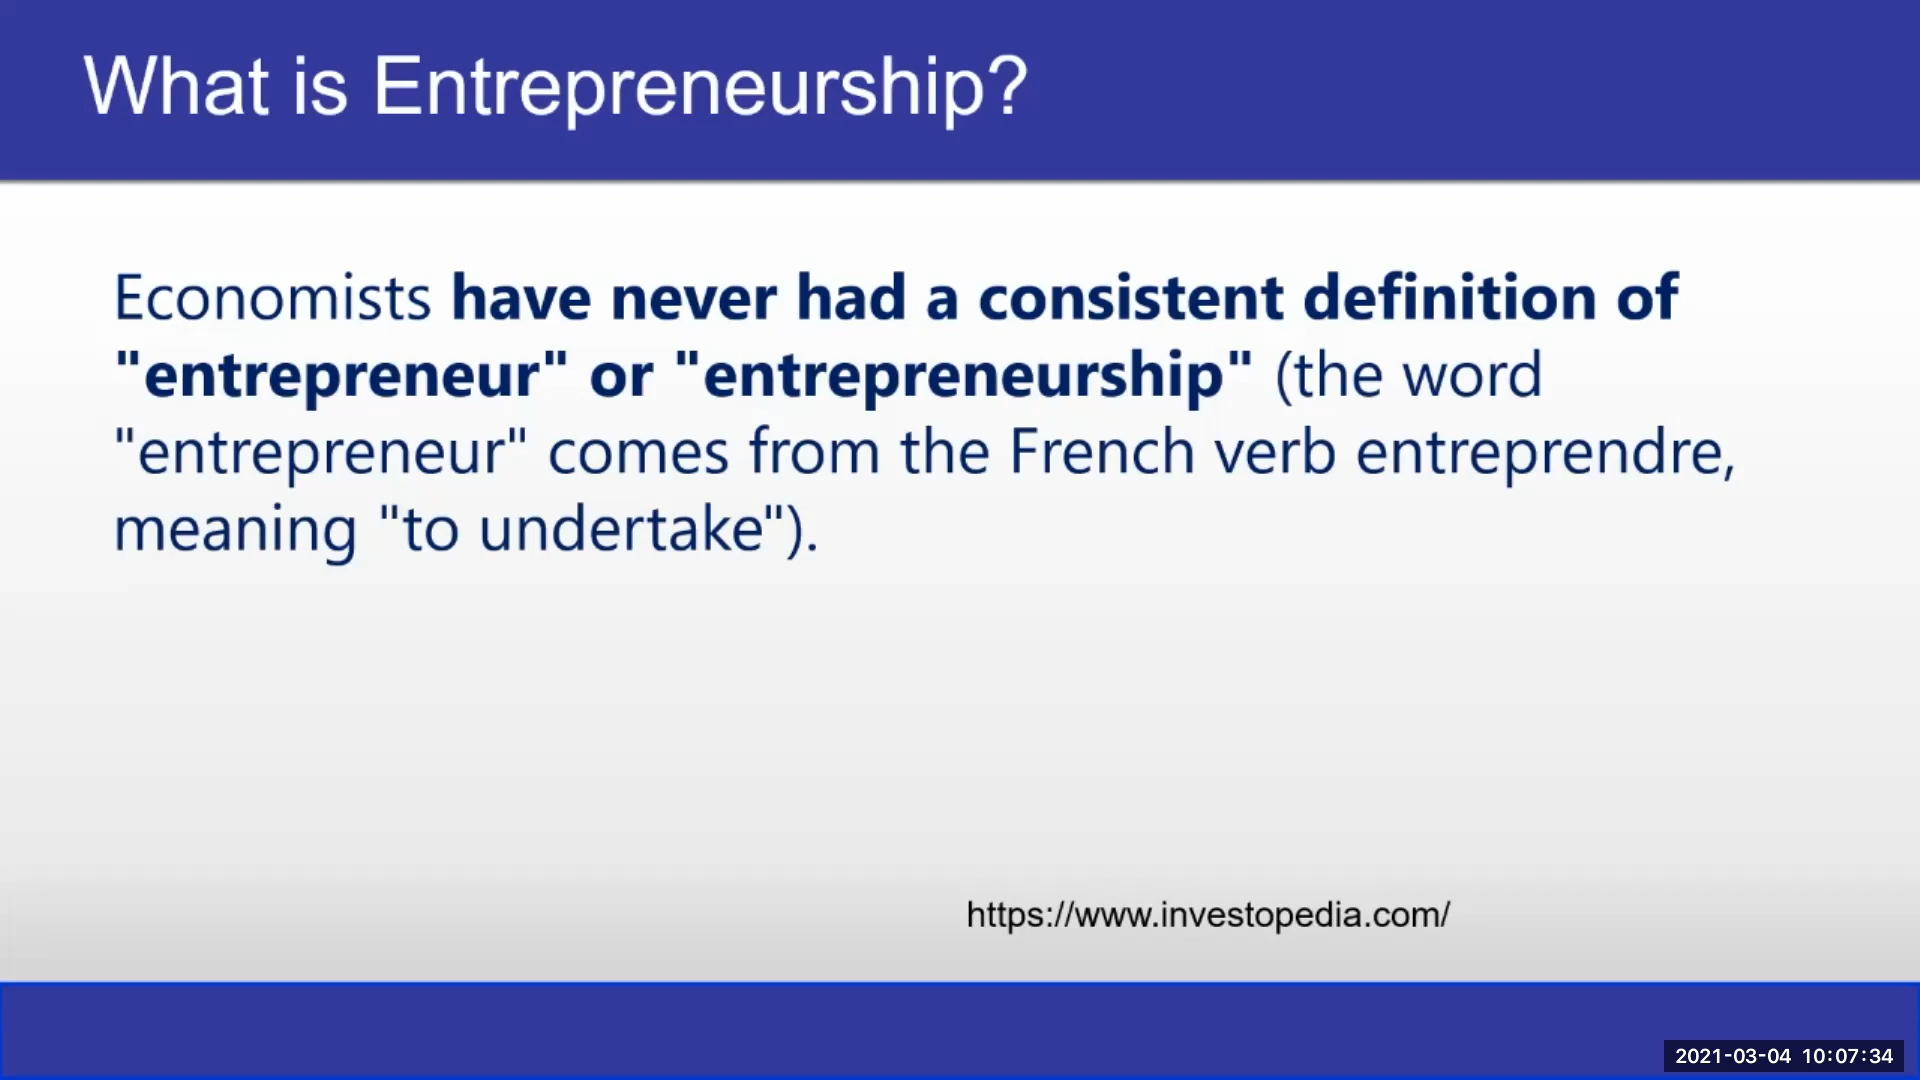 What is Entrepreneurship?
Economists have never had a consistent definition of
"entrepreneur" or "entrepreneurship" (the word
"entrepreneur" comes from the French verb entreprendre,
meaning "to undertake").
https://www.investopedia.com/
2021-03-04 10:07:34